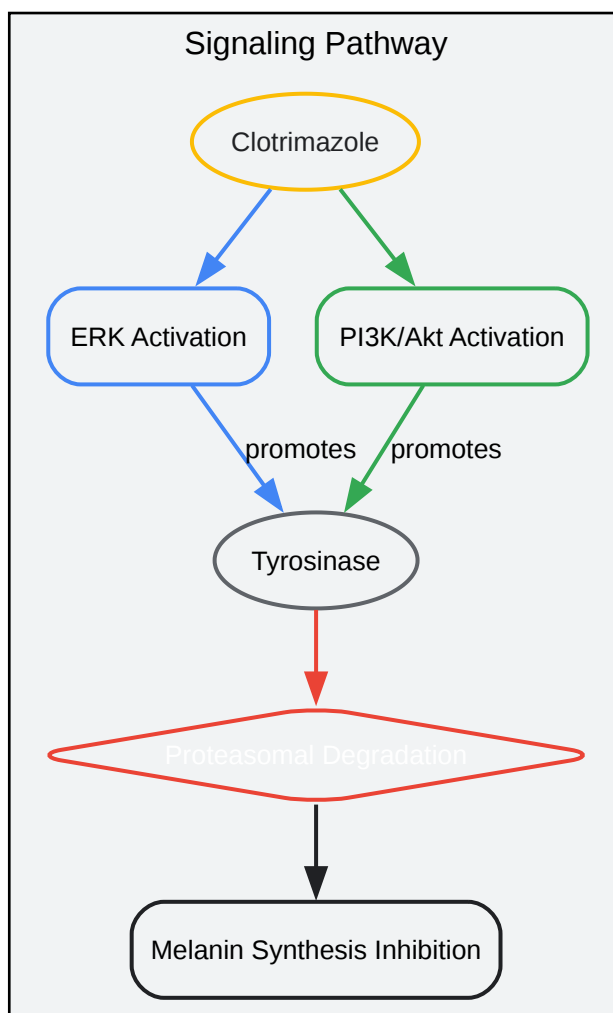 Signaling Pathway
Clotrimazole
ERK Activation
PI3K/Akt Activation
promotes
promotes
Tyrosinase
Proteasomal Degradation
Melanin Synthesis Inhibition